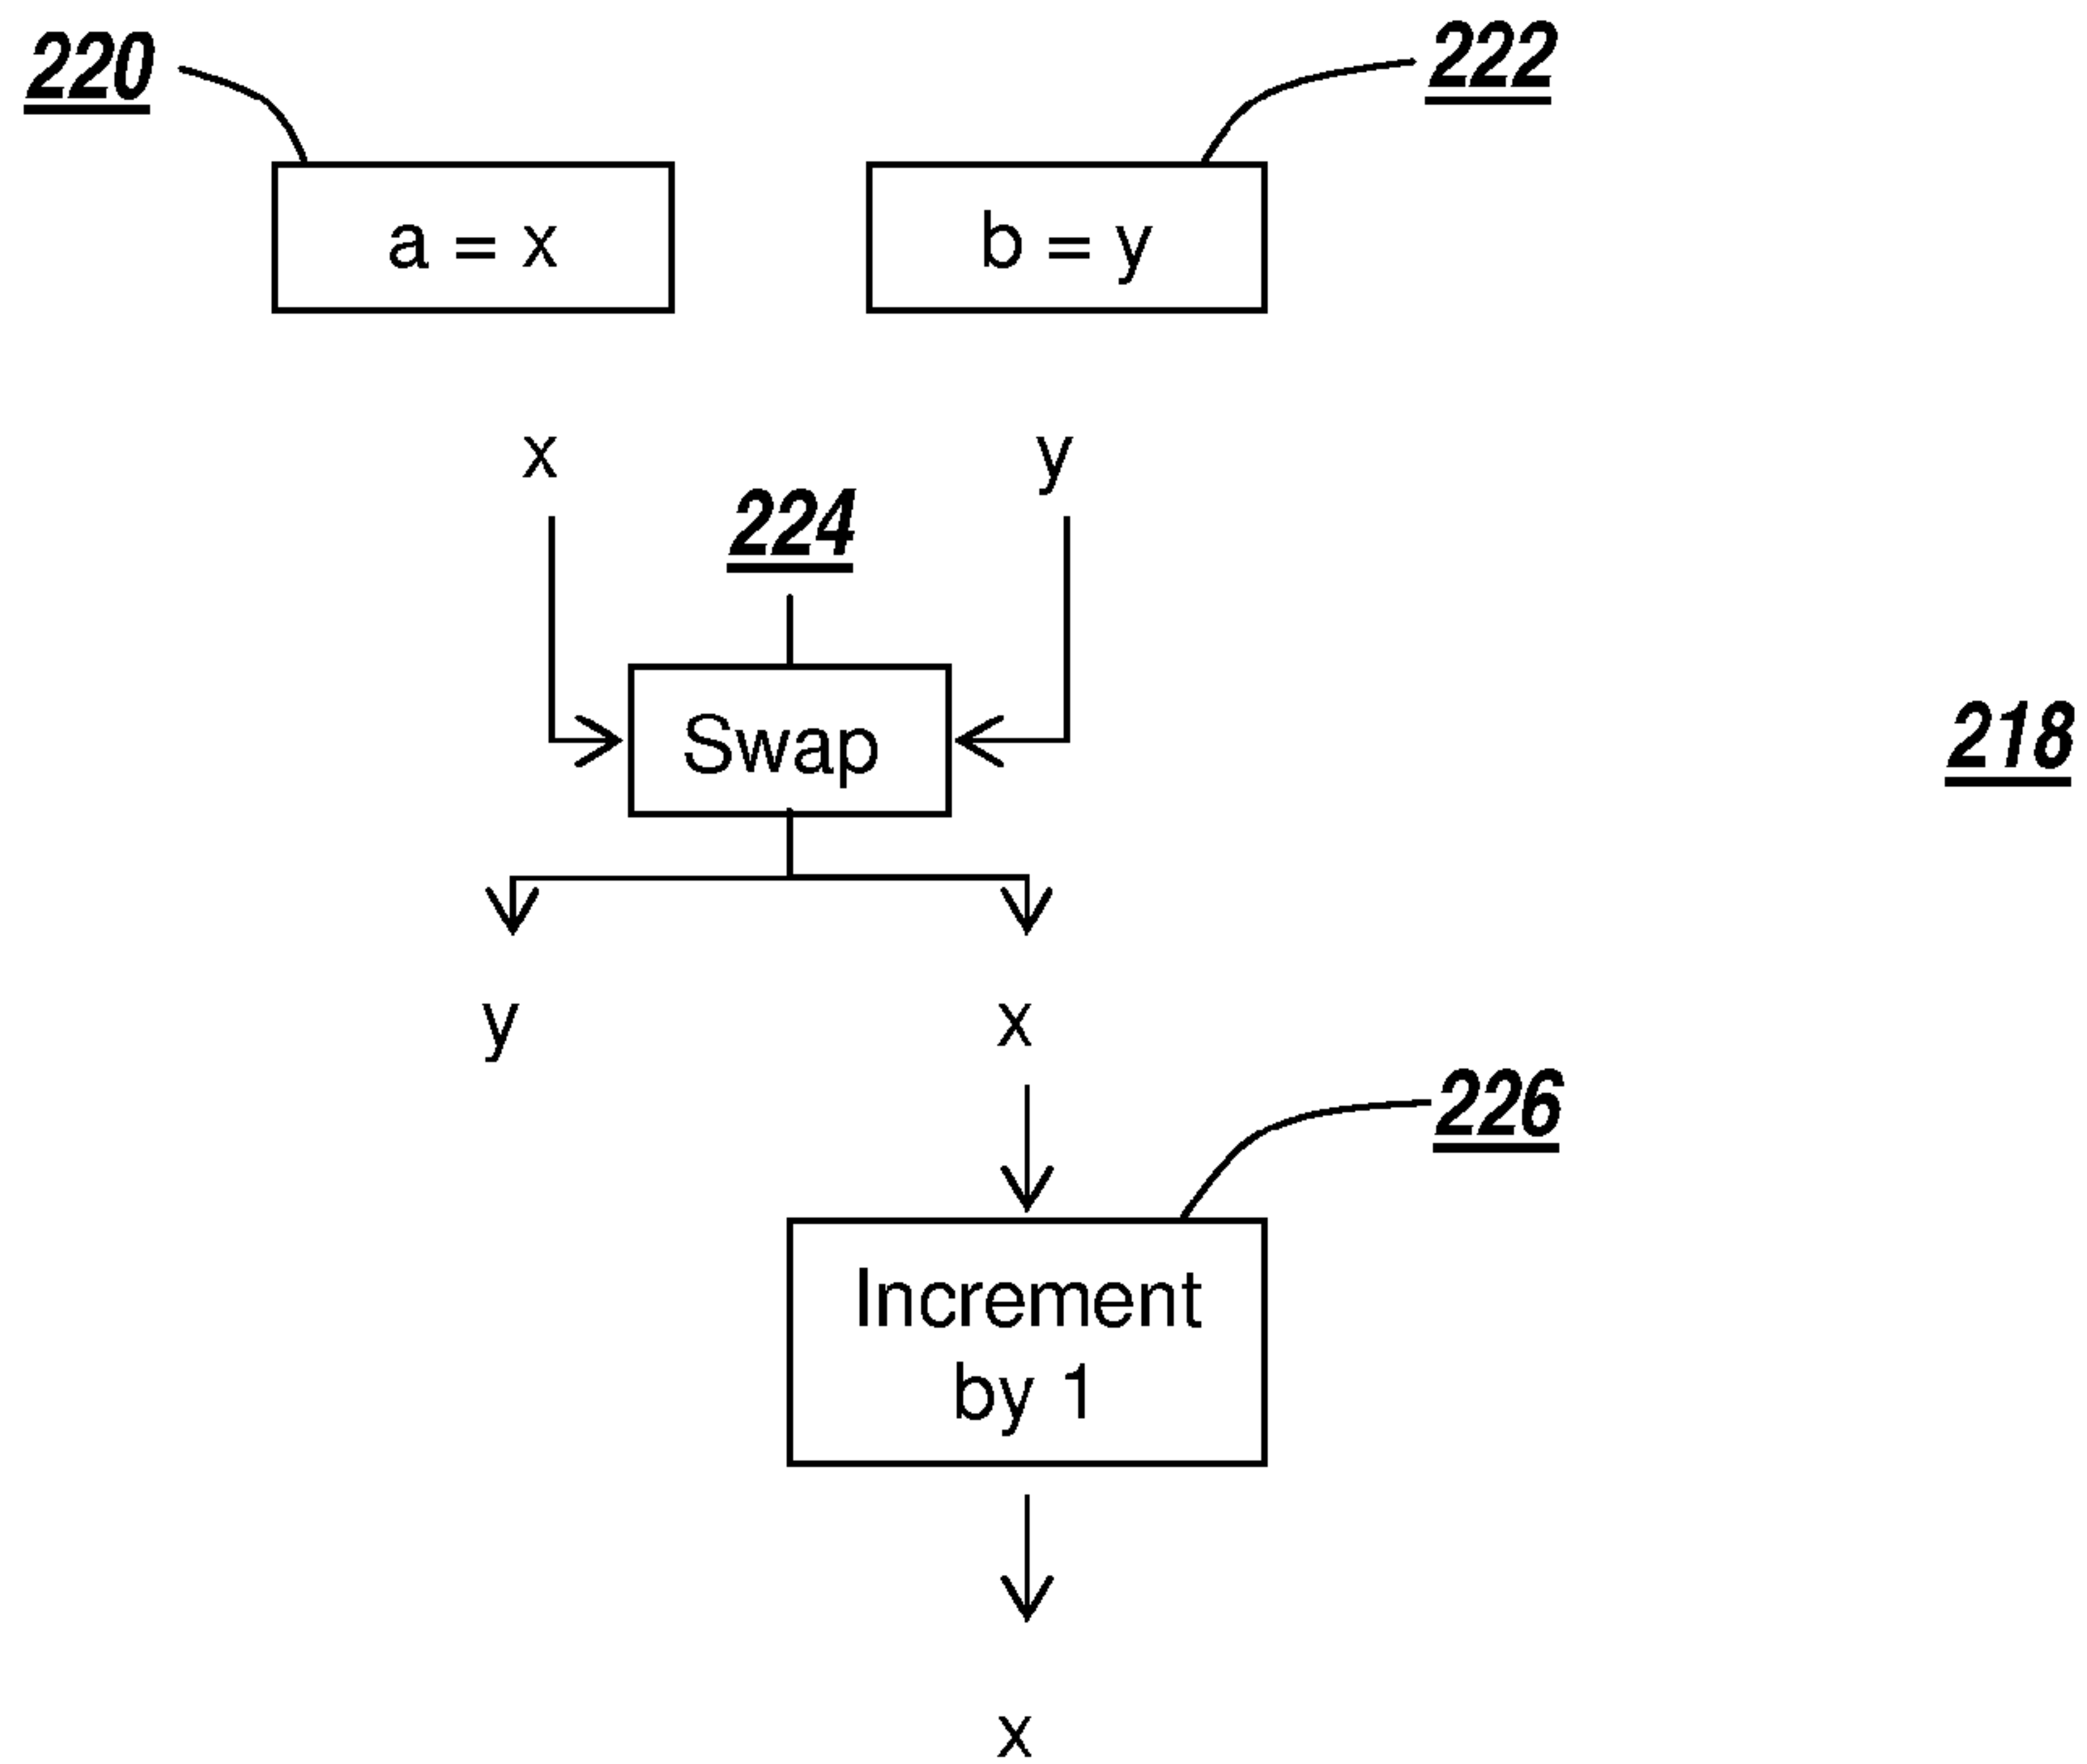 220
222
a = x
b = y
x
y
224
Swap
218
y
x
226
Increment
by 1
x